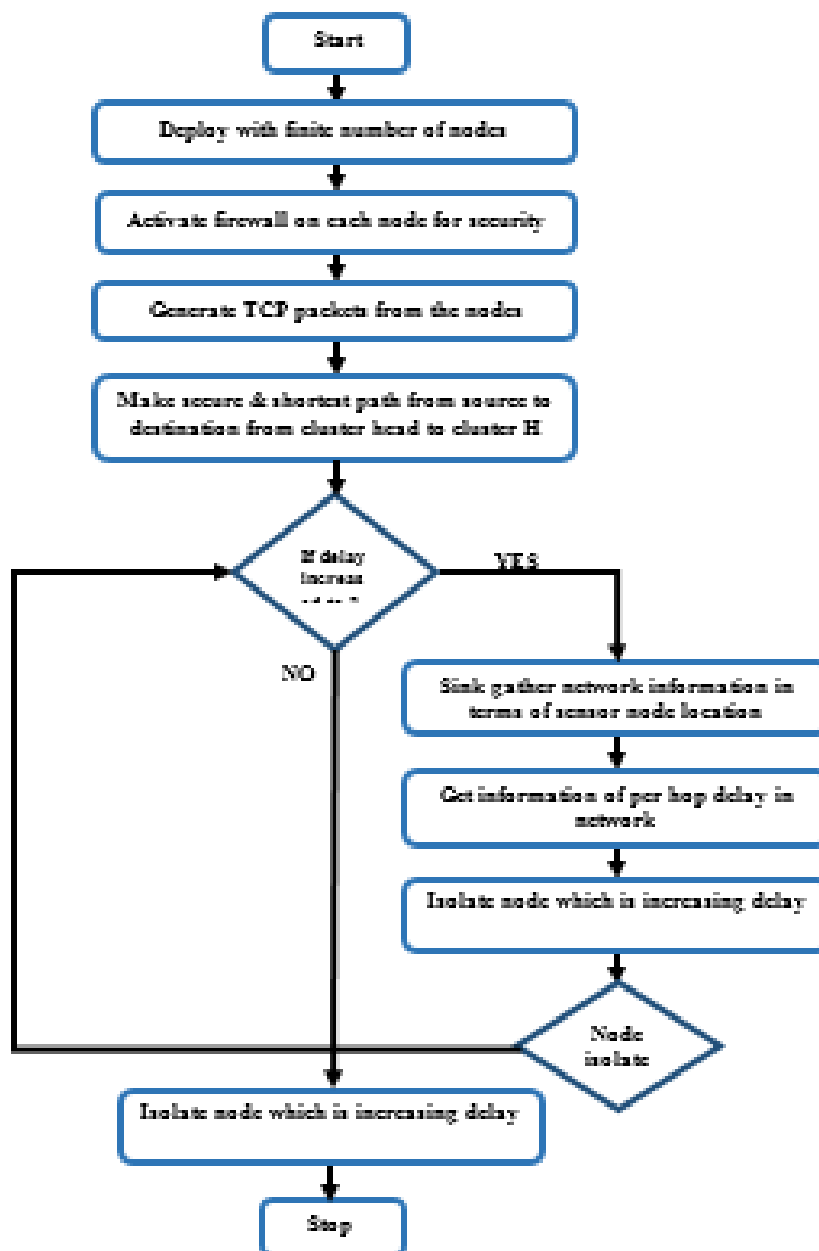 Start
Deploy with finite number of nodes
Activate firewall on each node for security
Generate TCP packets from the nodes
Make secure & shortest path from source to
destination from cluster head to cluster H
If delay
increas
YES
NO
Sink gather network information in
terms of sensor node location
Get information of per hop delay in
network
Isolate node which is increasing delay
Node
isolate
Isolate node which is increasing delay
Stop